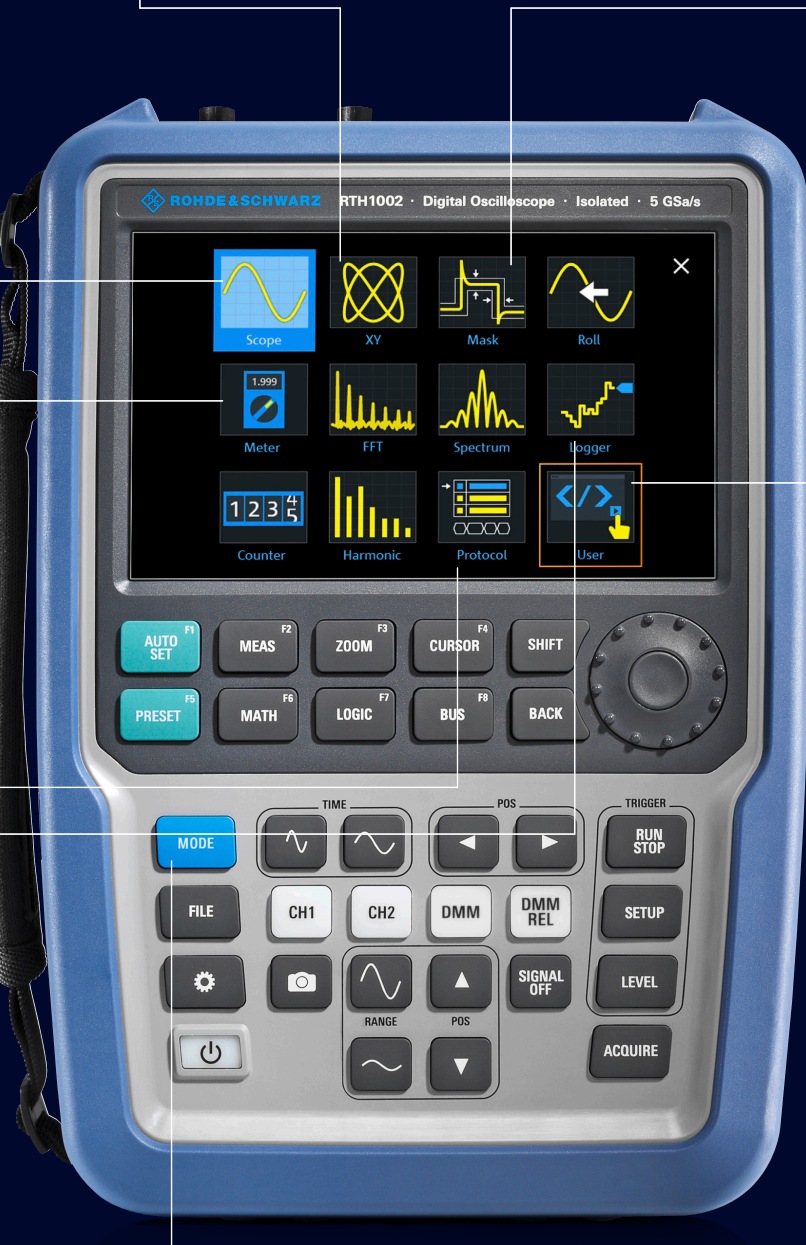 ROHDE & SCHWARZ RTH1002 · Digital Oscilloscope · Isolated · 5 GSa/s
Scope
XY
Mask
Roll
1.999
Meter
FFT
Spectrum
Logger
1 2 3 4 5
Counter
Harmonic
Protocol
</>
User
AUTO SET F1
MEAS F2
ZOOM F3
CURSOR F4
SHIFT
PRESET F5
MATH F6
LOGIC F7
BUS F8
BACK
TIME
POS
TRIGGER
MODE
RUN STOP
FILE
CH1
CH2
DMM
DMM REL
SETUP
SIGNAL OFF
LEVEL
RANGE
POS
ACQUIRE